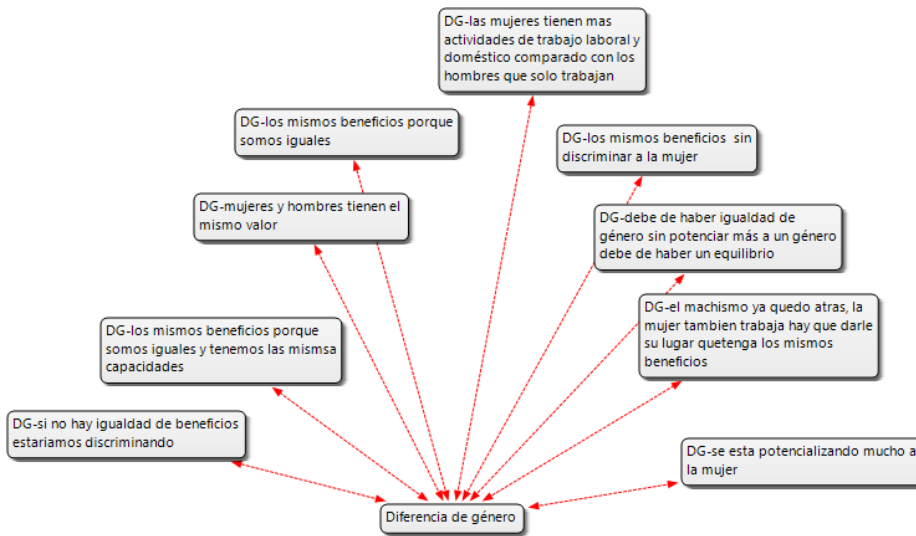 DG-las mujeres tienen mas
actividades de trabajo laboral y
doméstico comparado con los
hombres que solo trabajan
DG-los mismos beneficios porque
somos iguales
DG-los mismos beneficios  sin
discriminar a la mujer
DG-mujeres y hombres tienen el
mismo valor
DG-debe de haber igualdad de
género sin potenciar más a un género
debe de haber un equilibrio
DG-el machismo ya quedo atras, la
mujer tambien trabaja hay que darle
su lugar quetenga los mismos
beneficios
DG-los mismos beneficios porque
somos iguales y tenemos las mismsa
capacidades
DG-si no hay igualdad de beneficios
estariamos discriminando
DG-se esta potencializando mucho a
la mujer
Diferencia de género